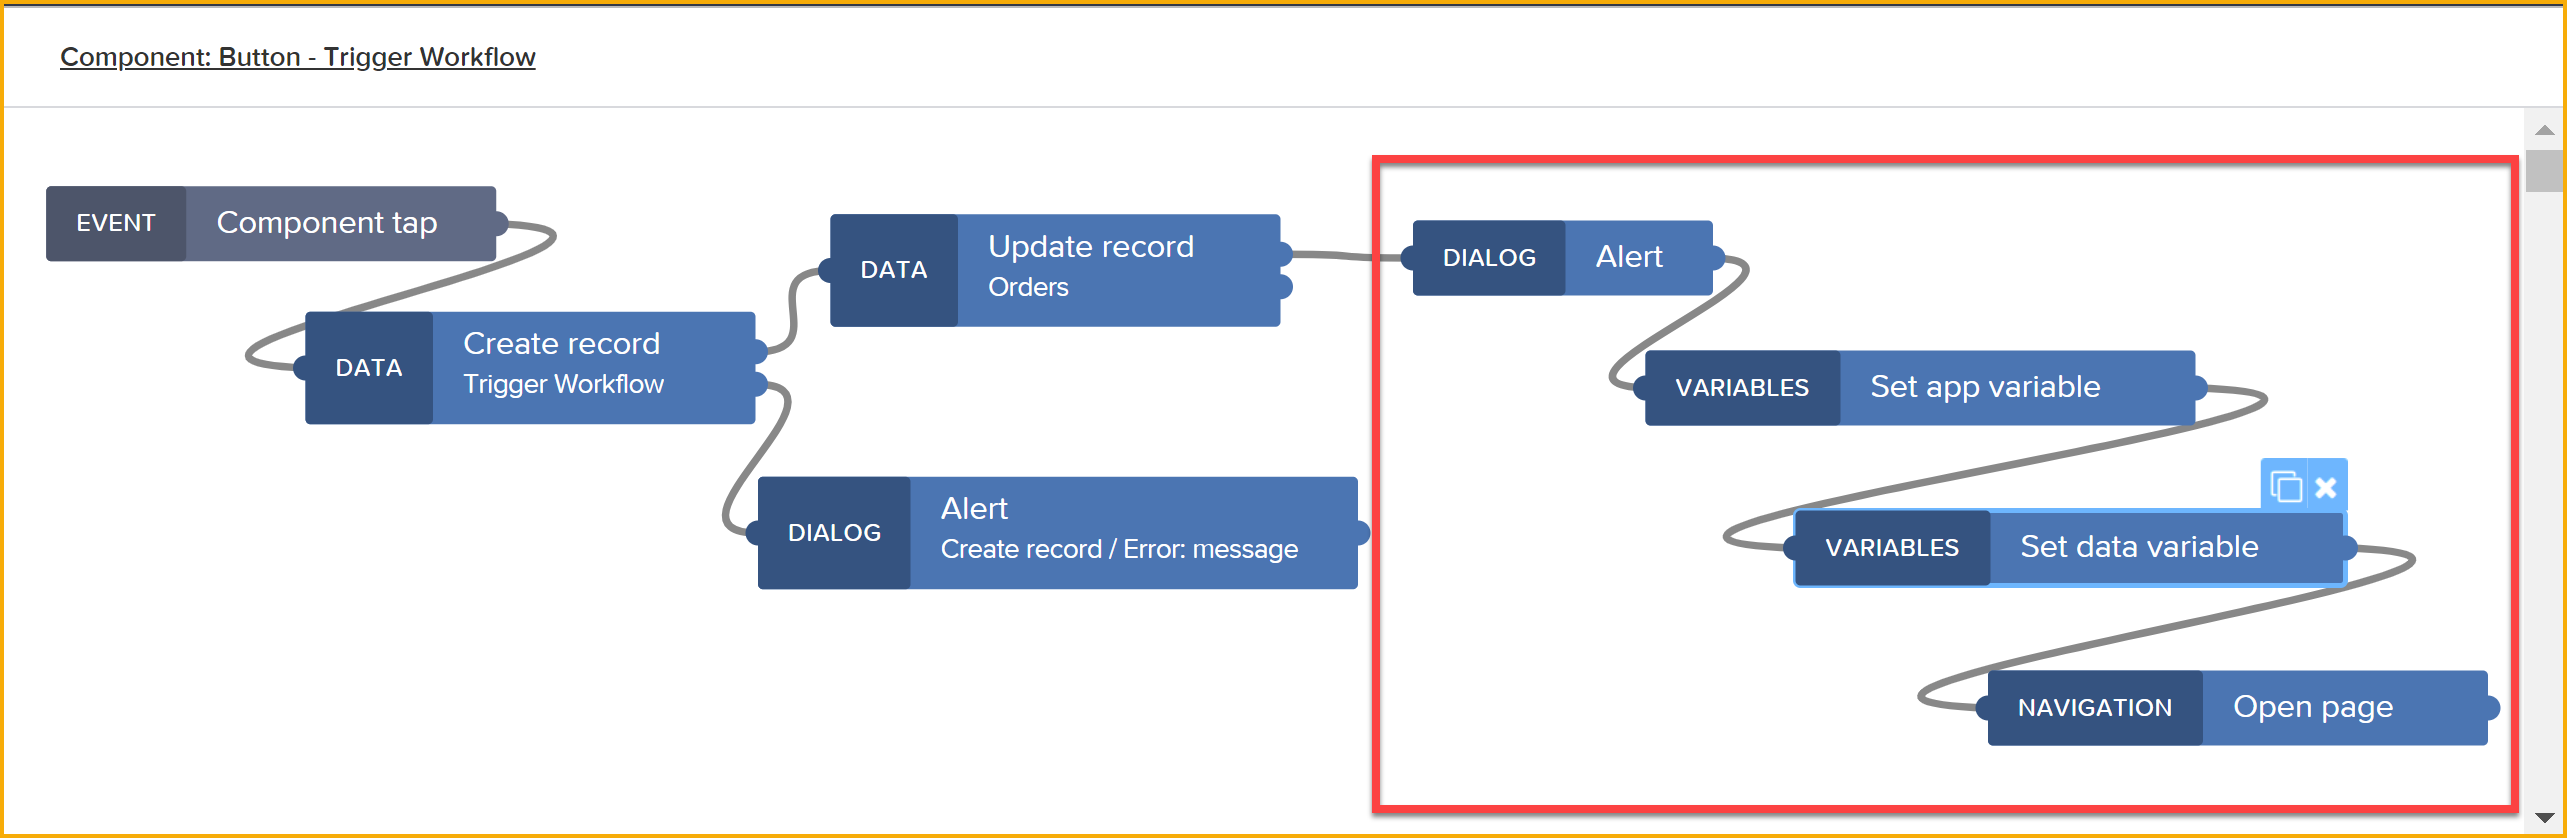 Component: Button - Trigger Workflow
EVENT
Component tap
DATA
Create record
Trigger Workflow
DATA
Update record
Orders
DIALOG
Alert
Create record / Error: message
DIALOG
Alert
VARIABLES
Set app variable
VARIABLES
Set data variable
NAVIGATION
Open page